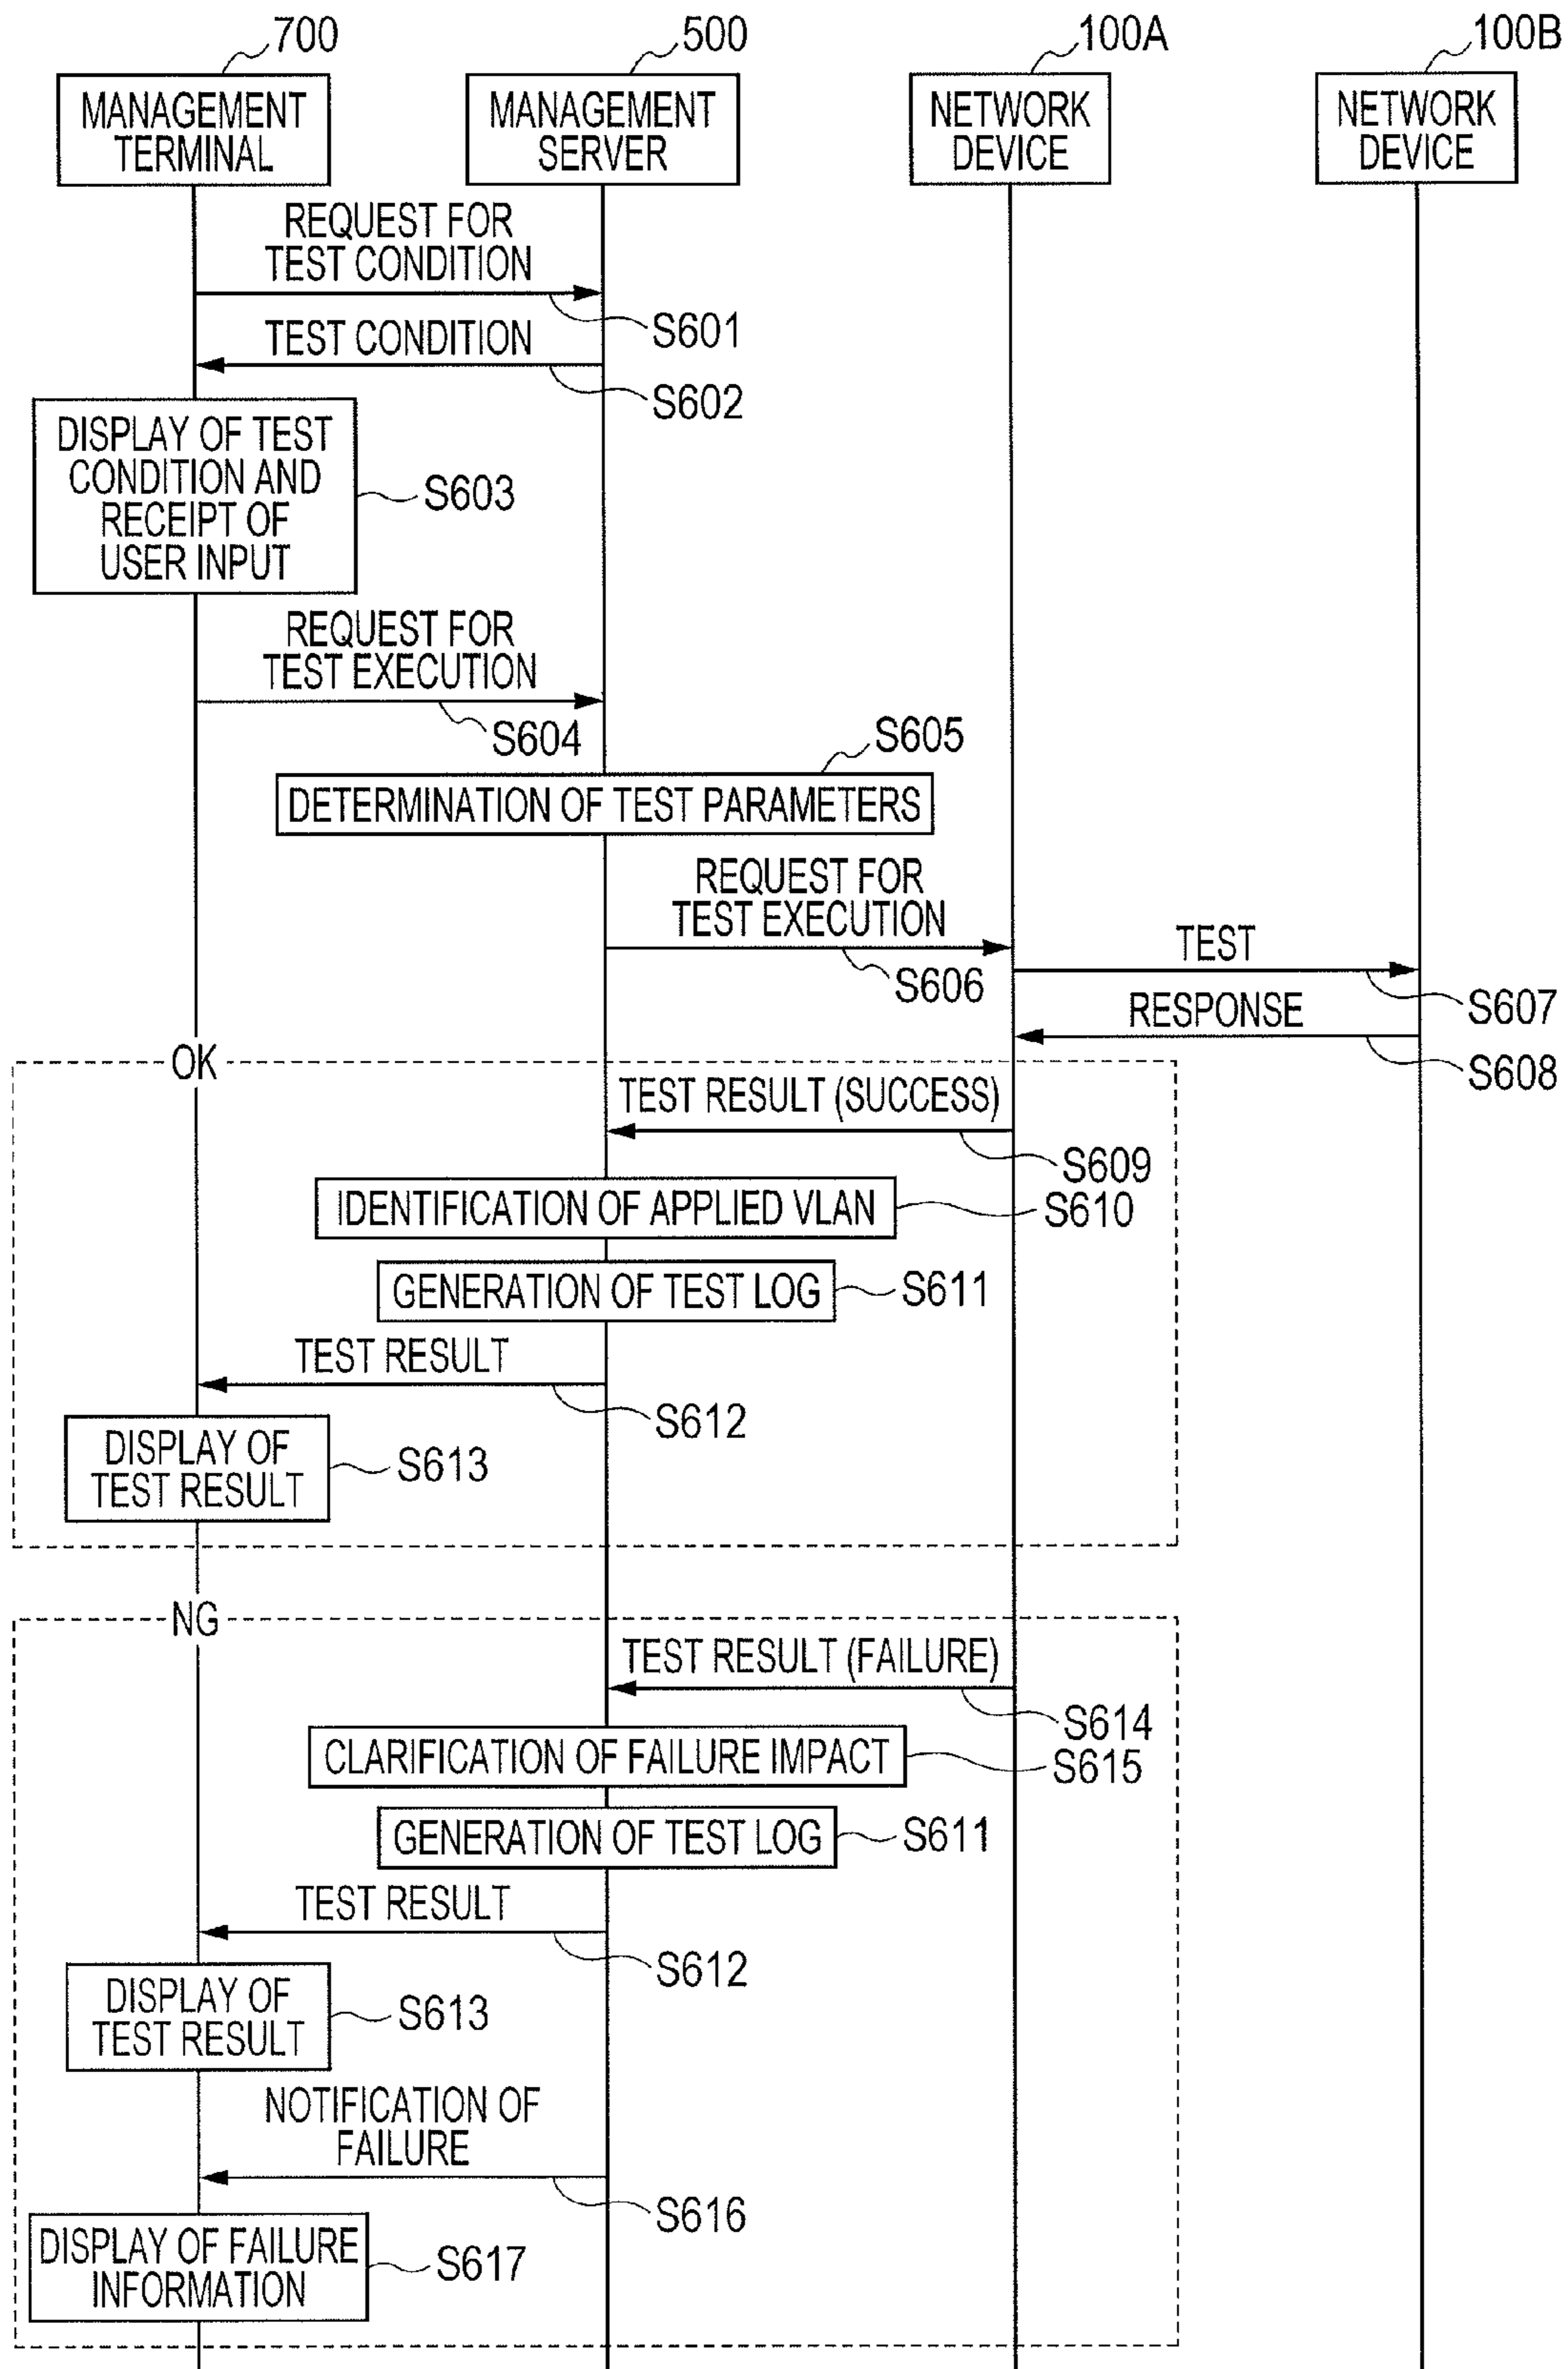 700
500
100A
100B
MANAGEMENT
TERMINAL
MANAGEMENT
SERVER
NETWORK
DEVICE
NETWORK
DEVICE
REQUEST FOR
TEST CONDITION
S601
TEST CONDITION
S602
DISPLAY OF TEST
CONDITION AND
RECEIPT OF
USER INPUT
S603
REQUEST FOR
TEST EXECUTION
S604
S605
DETERMINATION OF TEST PARAMETERS
REQUEST FOR
TEST EXECUTION
S606
TEST
S607
RESPONSE
S608
OK
TEST RESULT (SUCCESS)
S609
IDENTIFICATION OF APPLIED VLAN
S610
GENERATION OF TEST LOG
S611
TEST RESULT
S612
DISPLAY OF
TEST RESULT
S613
NG
TEST RESULT (FAILURE)
S614
CLARIFICATION OF FAILURE IMPACT
S615
GENERATION OF TEST LOG
S611
TEST RESULT
S612
DISPLAY OF
TEST RESULT
S613
NOTIFICATION OF
FAILURE
S616
DISPLAY OF FAILURE
INFORMATION
S617